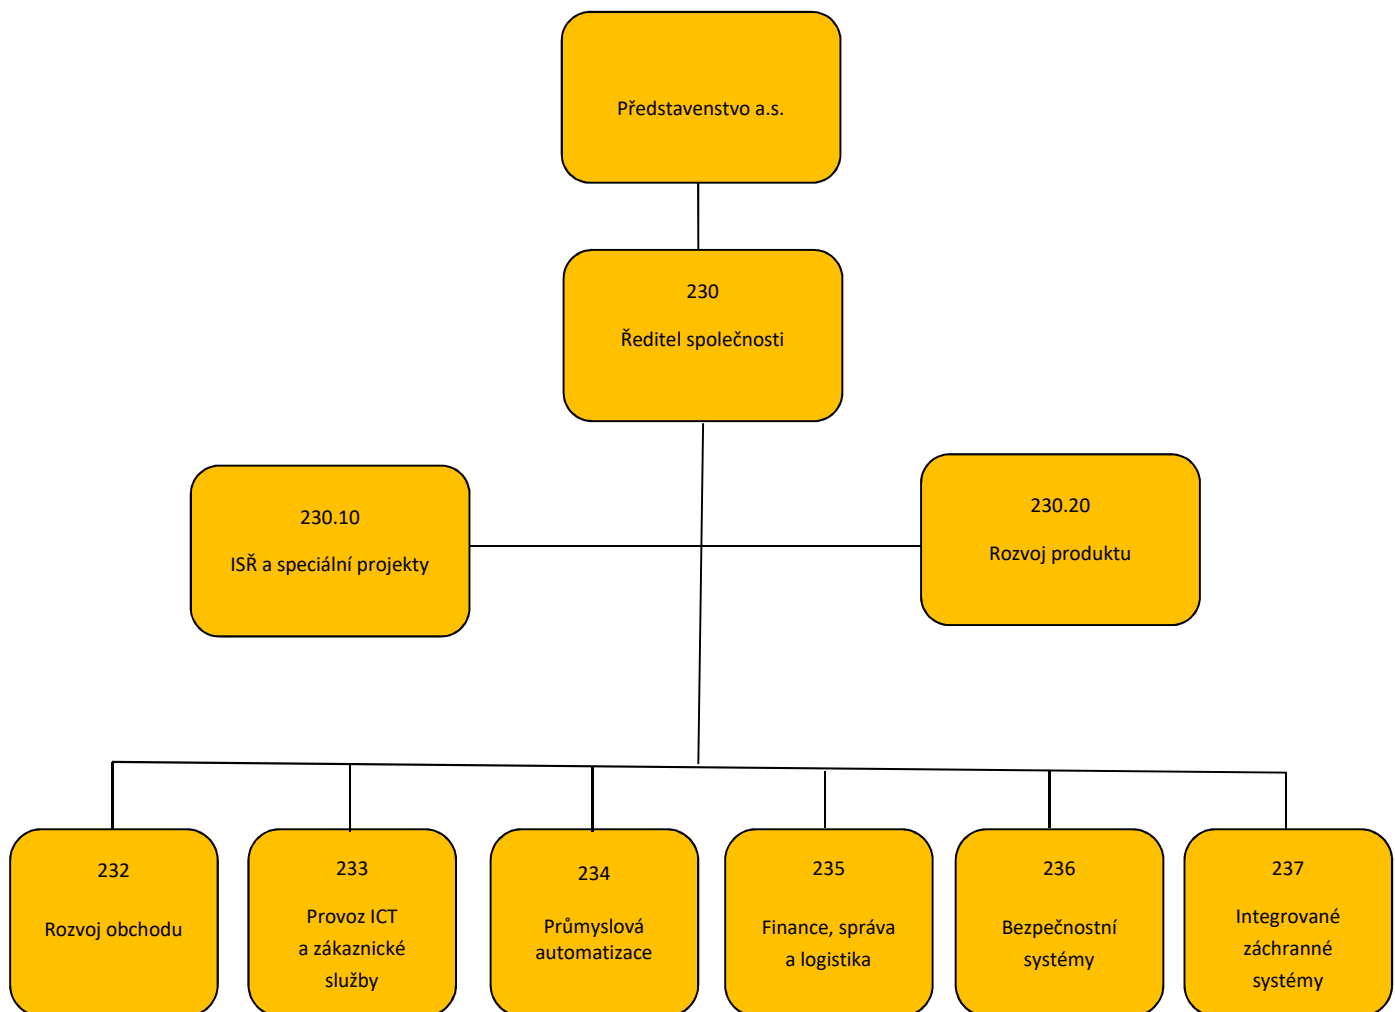 Představenstvo a.s.
230
Ředitel společnosti
230.10
ISŘ a speciální projekty
230.20
Rozvoj produktu
232
Rozvoj obchodu
233
Provoz ICT
a zákaznické
služby
234
Průmyslová
automatizace
235
Finance, správa
a logistika
236
Bezpečnostní
systémy
237
Integrované
záchranné
systémy